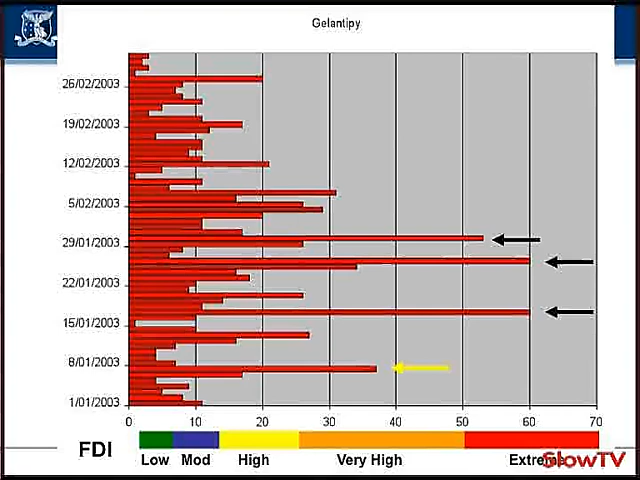 Gelantipy
26/02/2003
19/02/2003
12/02/2003
5/02/2003
29/01/2003
22/01/2003
15/01/2003
8/01/2003
1/01/2003
0 10 20 30 40 50 60 70
FDI
Low Mod High Very High Extreme
SlowTV